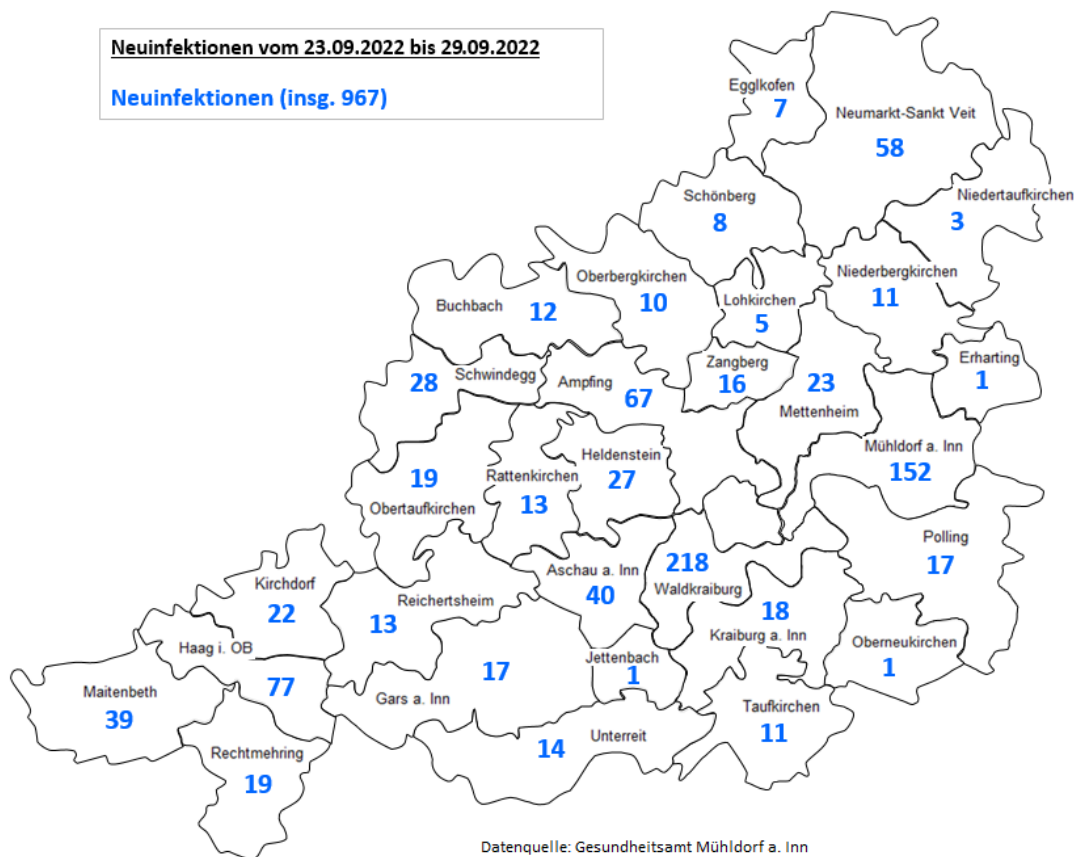 Neuinfektionen vom 23.09.2022 bis 29.09.2022
Neuinfektionen (insg. 967)
Egglkofen
7
Neumarkt-Sankt Veit
58
Niedertaufkirchen
3
Schönberg
8
Niederbergkirchen
11
Oberbergkirchen
10
Lohkirchen
5
Buchbach
12
Zangberg
16
Erharting
1
28
Schwindegg
Ampfing
67
23
Mettenheim
Mühldorf a. Inn
152
19
Obertaufkirchen
Rattenkirchen
13
Heldenstein
27
Polling
17
Kirchdorf
22
Reichertsheim
13
Aschau a. Inn
40
218
Waldkraiburg
18
Kraiburg a. Inn
Oberneukirchen
1
Haag i. OB
77
Jettenbach
1
Maitenbeth
39
17
Gars a. Inn
Taufkirchen
11
Rechtmehring
19
14
Unterreit
Datenquelle: Gesundheitsamt Mühldorf a. Inn